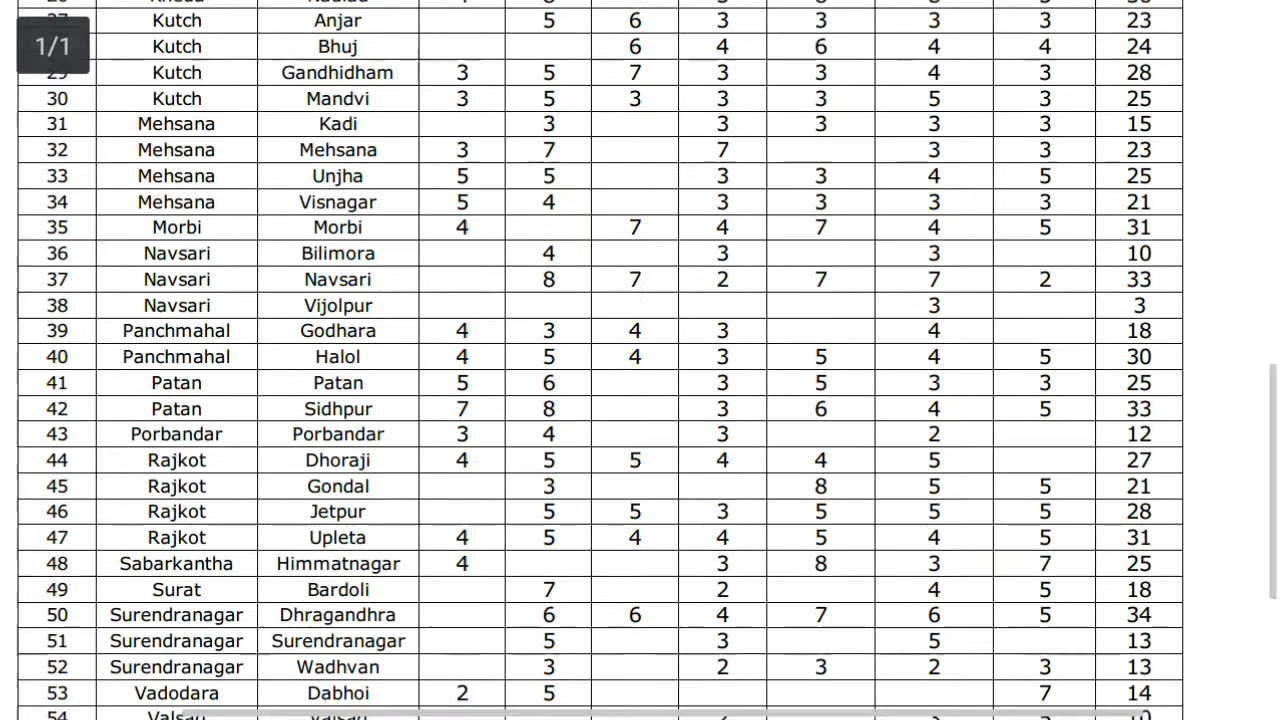 Kutch Anjar 5 6 3 3 3 3 23
1/1
Kutch Bhuj 6 4 6 4 4 24
29 Kutch Gandhidham 3 5 7 3 3 4 3 28
30 Kutch Mandvi 3 5 3 3 3 5 3 25
31 Mehsana Kadi 3 3 3 3 3 15
32 Mehsana Mehsana 3 7 7 3 3 23
33 Mehsana Unjha 5 5 3 3 4 5 25
34 Mehsana Visnagar 5 4 3 3 3 3 21
35 Morbi Morbi 4 7 4 7 4 5 31
36 Navsari Bilimora 4 3 3 10
37 Navsari Navsari 8 7 2 7 7 2 33
38 Navsari Vijolpur 3 3
39 Panchmahal Godhara 4 3 4 3 4 18
40 Panchmahal Halol 4 5 4 3 5 4 5 30
41 Patan Patan 5 6 3 5 3 3 25
42 Patan Sidhpur 7 8 3 6 4 5 33
43 Porbandar Porbandar 3 4 3 2 12
44 Rajkot Dhoraji 4 5 5 4 4 5 27
45 Rajkot Gondal 3 8 5 5 21
46 Rajkot Jetpur 5 5 3 5 5 5 28
47 Rajkot Upleta 4 5 4 4 5 4 5 31
48 Sabarkantha Himmatnagar 4 3 8 3 7 25
49 Surat Bardoli 7 2 4 5 18
50 Surendranagar Dhragandhra 6 6 4 7 6 5 34
51 Surendranagar Surendranagar 5 3 5 13
52 Surendranagar Wadhvan 3 2 3 2 3 13
53 Vadodara Dabhoi 2 5 7 14
54 Valsad Valsad